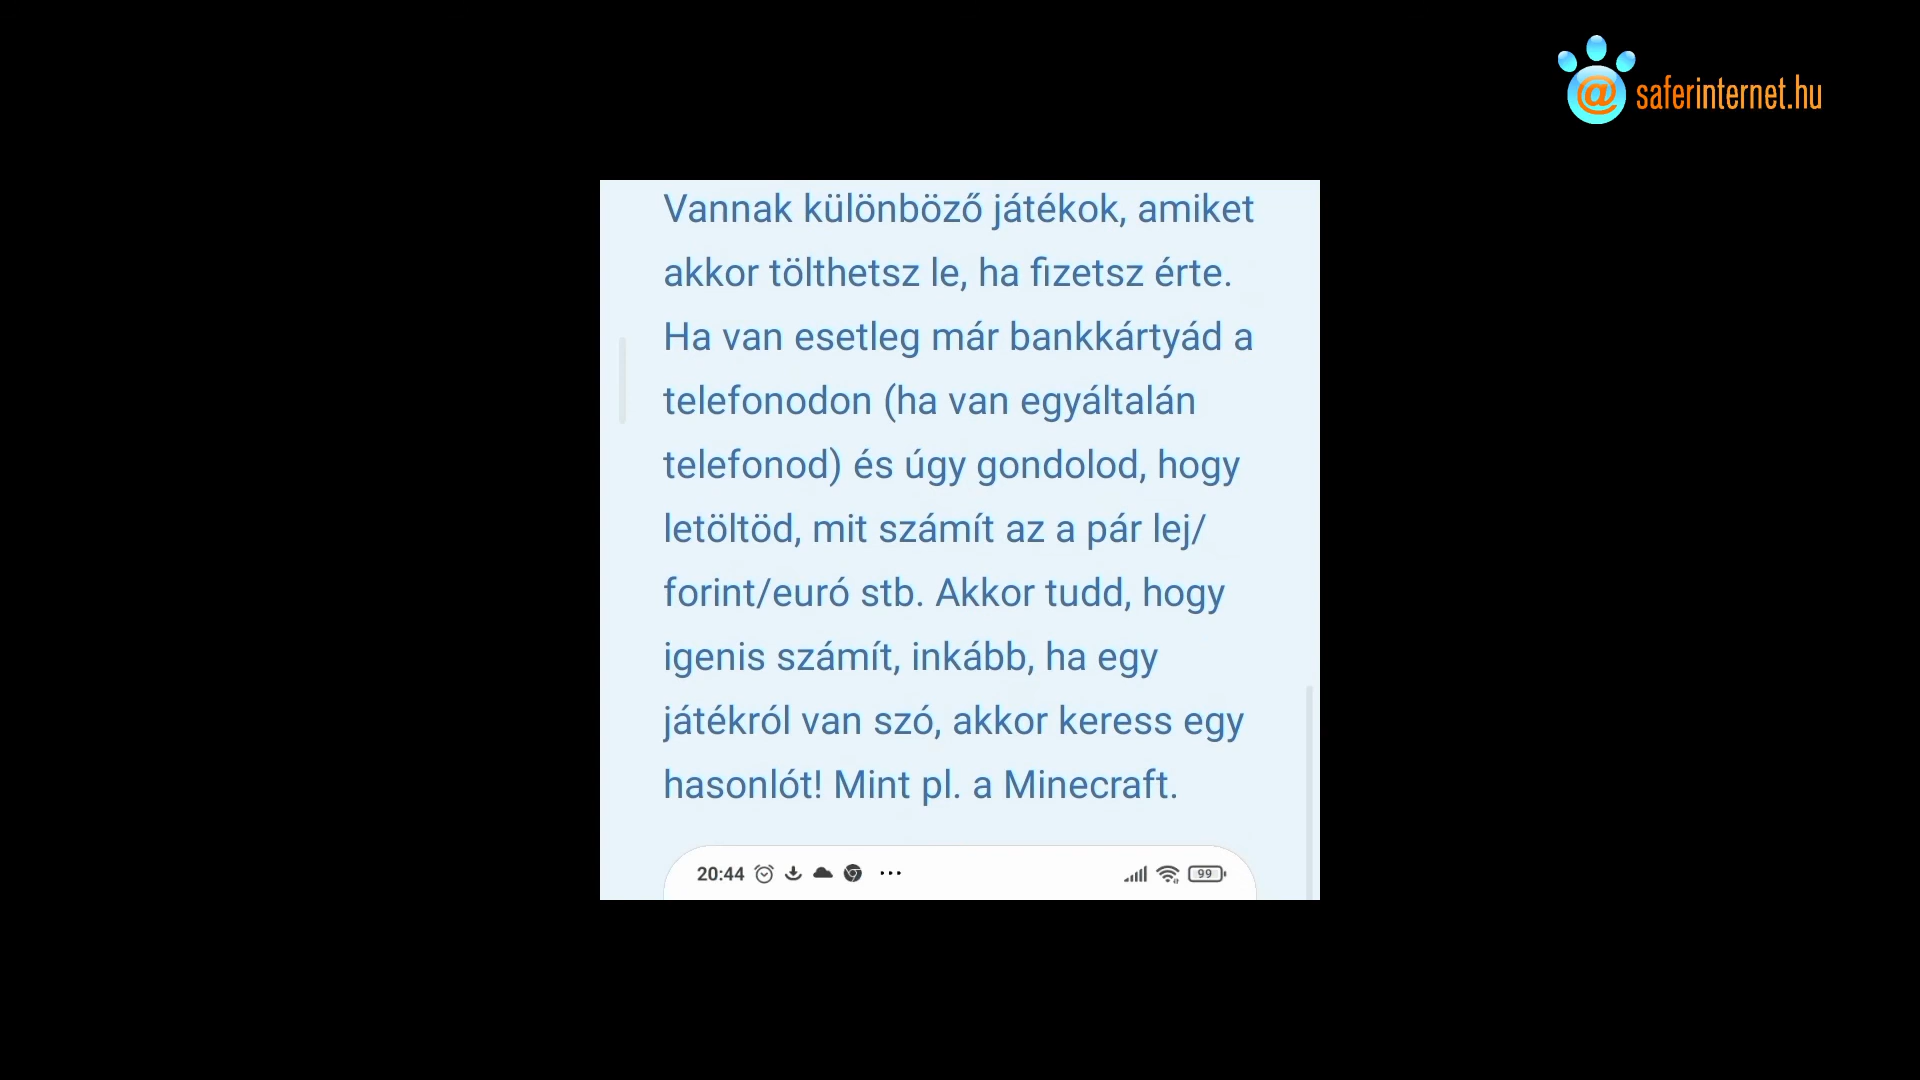 @ saferinternet.hu
Vannak különböző játékok, amiket
akkor tölthetsz le, ha fizetsz érte.
Ha van esetleg már bankkártyád a
telefonodon (ha van egyáltalán
telefonod) és úgy gondolod, hogy
letöltöd, mit számít az a pár lej/
forint/euró stb. Akkor tudd, hogy
igenis számít, inkább, ha egy
játékról van szó, akkor keress egy
hasonlót! Mint pl. a Minecraft.
20:44 ... 99